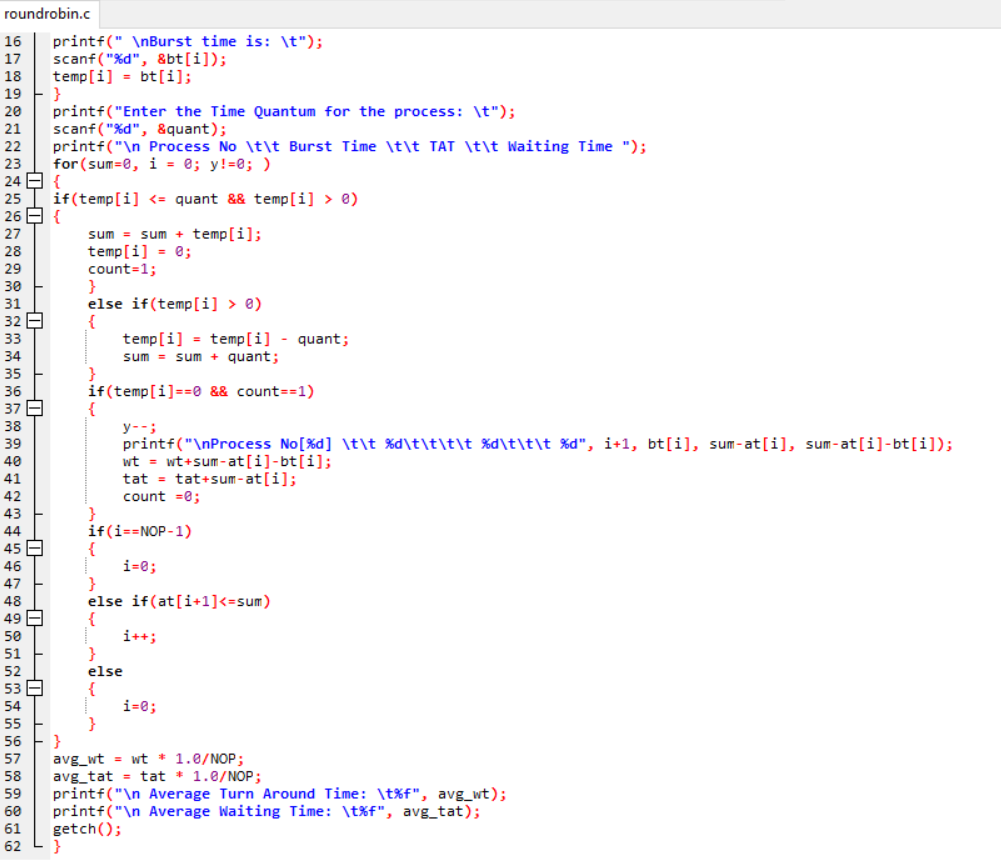 roundrobin.c
16 printf(" \nBurst time is: \t");
17 scanf("%d", &bt[i]);
18 temp[i] = bt[i];
19 }
20 printf("Enter the Time Quantum for the process: \t");
21 scanf("%d", &quant);
22 printf("\n Process No \t\t Burst Time \t\t TAT \t\t Waiting Time ");
23 for(sum=0, i = 0; y!=0; )
24 {
25 if(temp[i] <= quant && temp[i] > 0)
26 {
27 sum = sum + temp[i];
28 temp[i] = 0;
29 count=1;
30 }
31 else if(temp[i] > 0)
32 {
33 temp[i] = temp[i] - quant;
34 sum = sum + quant;
35 }
36 if(temp[i]==0 && count==1)
37 {
38 y--;
39 printf("\nProcess No[%d] \t\t %d\t\t\t\t %d\t\t\t %d", i+1, bt[i], sum-at[i], sum-at[i]-bt[i]);
40 wt = wt+sum-at[i]-bt[i];
41 tat = tat+sum-at[i];
42 count =0;
43 }
44 if(i==NOP-1)
45 {
46 i=0;
47 }
48 else if(at[i+1]<=sum)
49 {
50 i++;
51 }
52 else
53 {
54 i=0;
55 }
56 }
57 avg_wt = wt * 1.0/NOP;
58 avg_tat = tat * 1.0/NOP;
59 printf("\n Average Turn Around Time: \t%f", avg_wt);
60 printf("\n Average Waiting Time: \t%f", avg_tat);
61 getch();
62 }